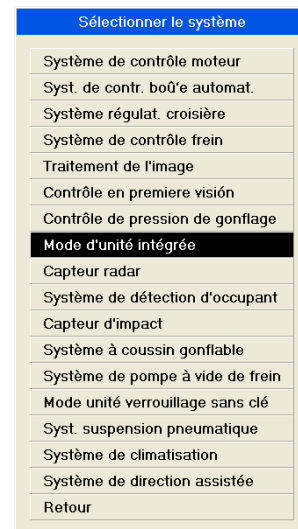 Sélectionner le système
Système de contrôle moteur
Syst. de contr. boû'e automat.
Système régulat. croisière
Système de contrôle frein
Traitement de l'image
Contrôle en premiere visión
Contrôle de pression de gonflage
Mode d'unité intégrée
Capteur radar
Système de détection d'occupant
Capteur d'impact
Système à coussin gonflable
Système de pompe à vide de frein
Mode unité verrouillage sans clé
Syst. suspension pneumatique
Système de climatisation
Système de direction assistée
Retour